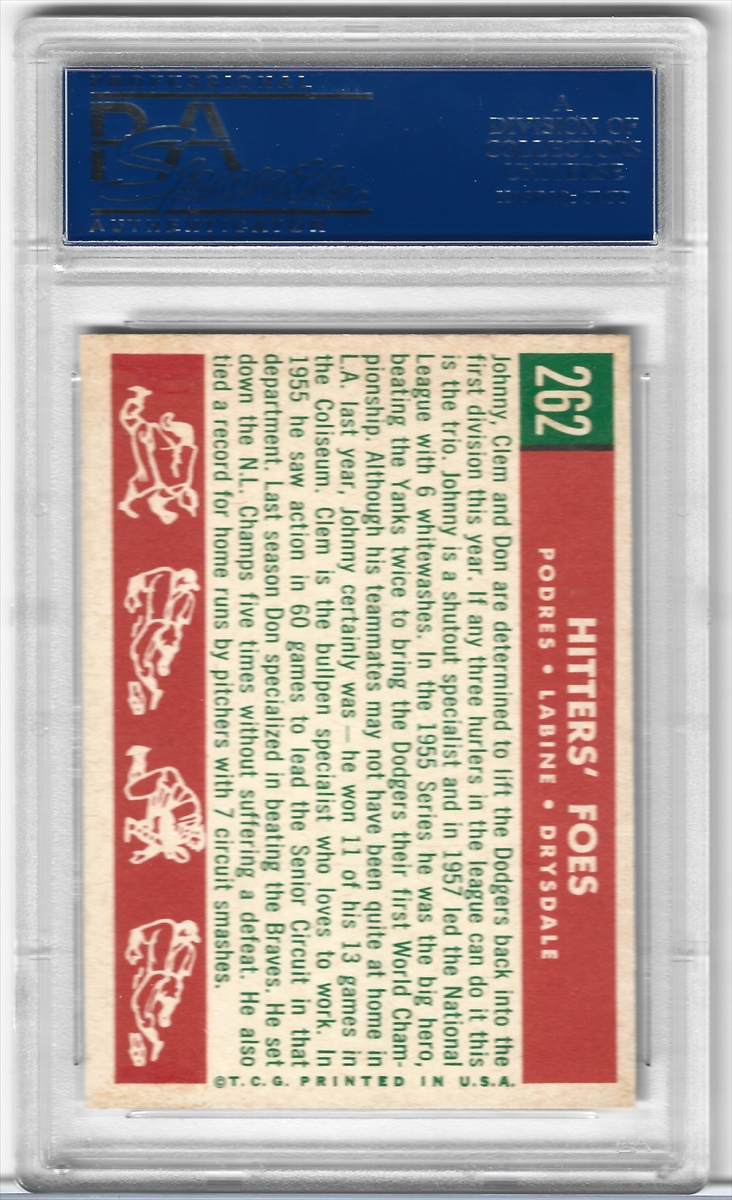 PROFESSIONAL
PSA
Sports
AUTHENTICATOR
A
DIVISION OF
COLLECTORS
UNIVERSE
262
HITTERS' FOES
PODRES • LABINE • DRYSDALE
Johnny, Clem and Don are determined to lift the Dodgers back into the
first division this year. If any three hurlers in the league can do it this
is the trio. Johnny is a shutout specialist and in 1957 led the National
League with 6 whitewashes. In the 1955 Series he was the big hero,
beating the Yanks twice to bring the Dodgers their first World Cham-
pionship. Although his teammates may not have been quite at home in
L.A. last year, Johnny certainly was — he won 11 of his 13 games in
the Coliseum. Clem is the bullpen specialist who loves to work. In
1955 he saw action in 60 games to lead the Senior Circuit in that
department. Last season Don specialized in beating the Braves. He set
down the N.L. Champs five times without suffering a defeat. He also
tied a record for home runs by pitchers with 7 circuit smashes.
©T.C.G. PRINTED IN U.S.A.